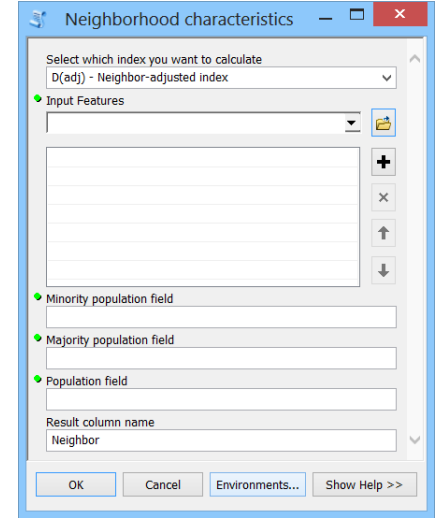 Neighborhood characteristics
Select which index you want to calculate
D(adj) - Neighbor-adjusted index
Input Features
Minority population field
Majority population field
Population field
Result column name
Neighbor
OK Cancel Environments... Show Help >>